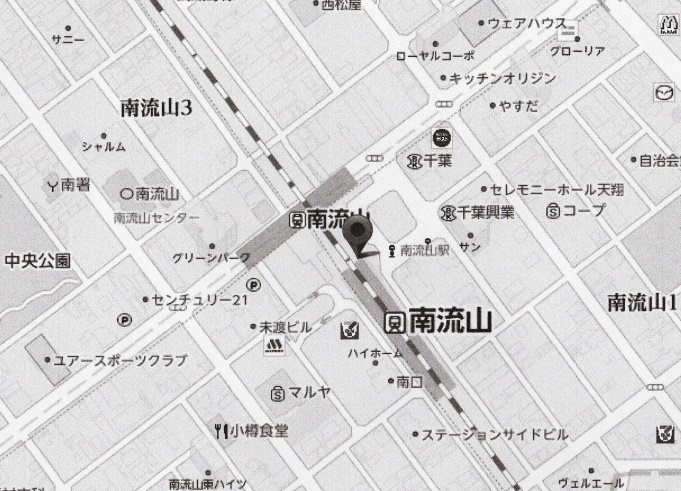 西松屋
ウェアハウス
サニー
ローヤルコーポ
グローリア
キッチンオリジン
南流山3
やすだ
シャルム
千葉
自治会
南署
南流山
セレモニーホール天翔
南流山センター
南流山
千葉興業
コープ
グリーンパーク
南流山駅
サン
中央公園
センチュリー21
南流山1
P
P
未渡ビル
南流山
ハイホーム
ユアースポーツクラブ
マルヤ
南口
小樽食堂
ステーションサイドビル
南流山東ハイツ
ヴェルエール